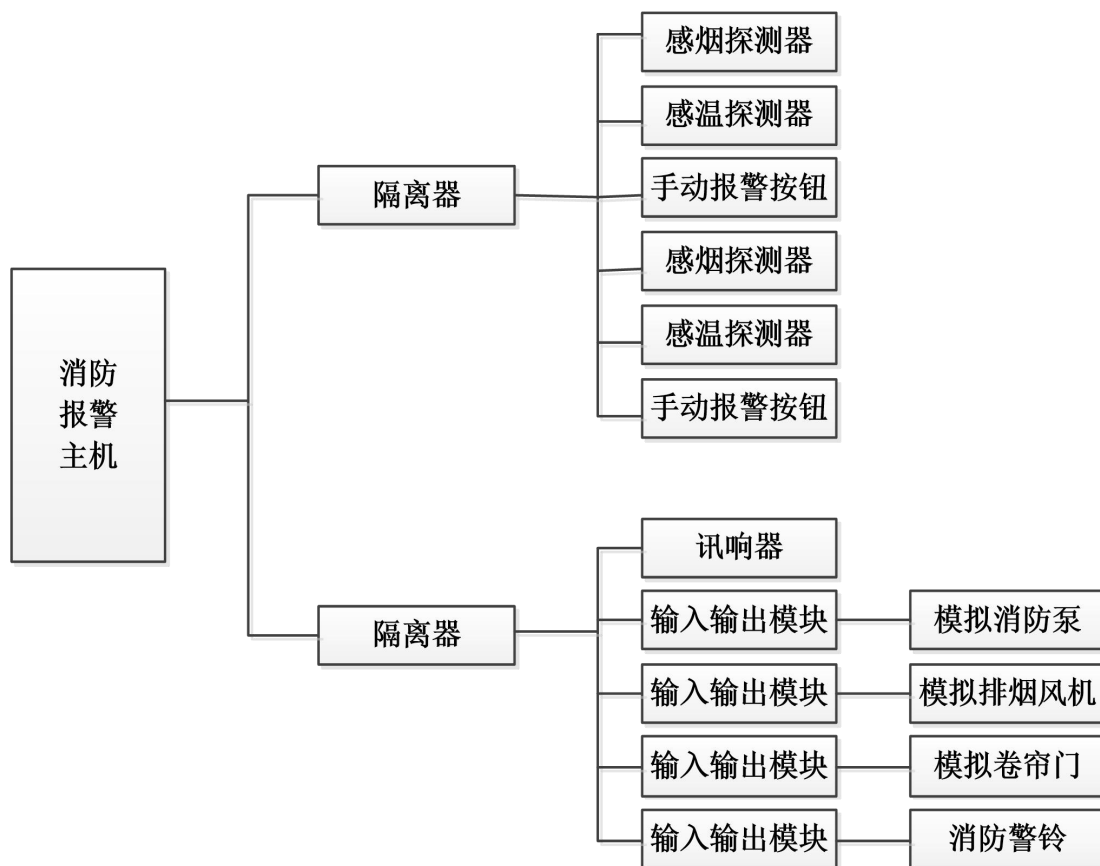 消防
报警
主机
隔离器
感烟探测器
感温探测器
手动报警按钮
感烟探测器
感温探测器
手动报警按钮
隔离器
讯响器
输入输出模块
模拟消防泵
输入输出模块
模拟排烟风机
输入输出模块
模拟卷帘门
输入输出模块
消防警铃